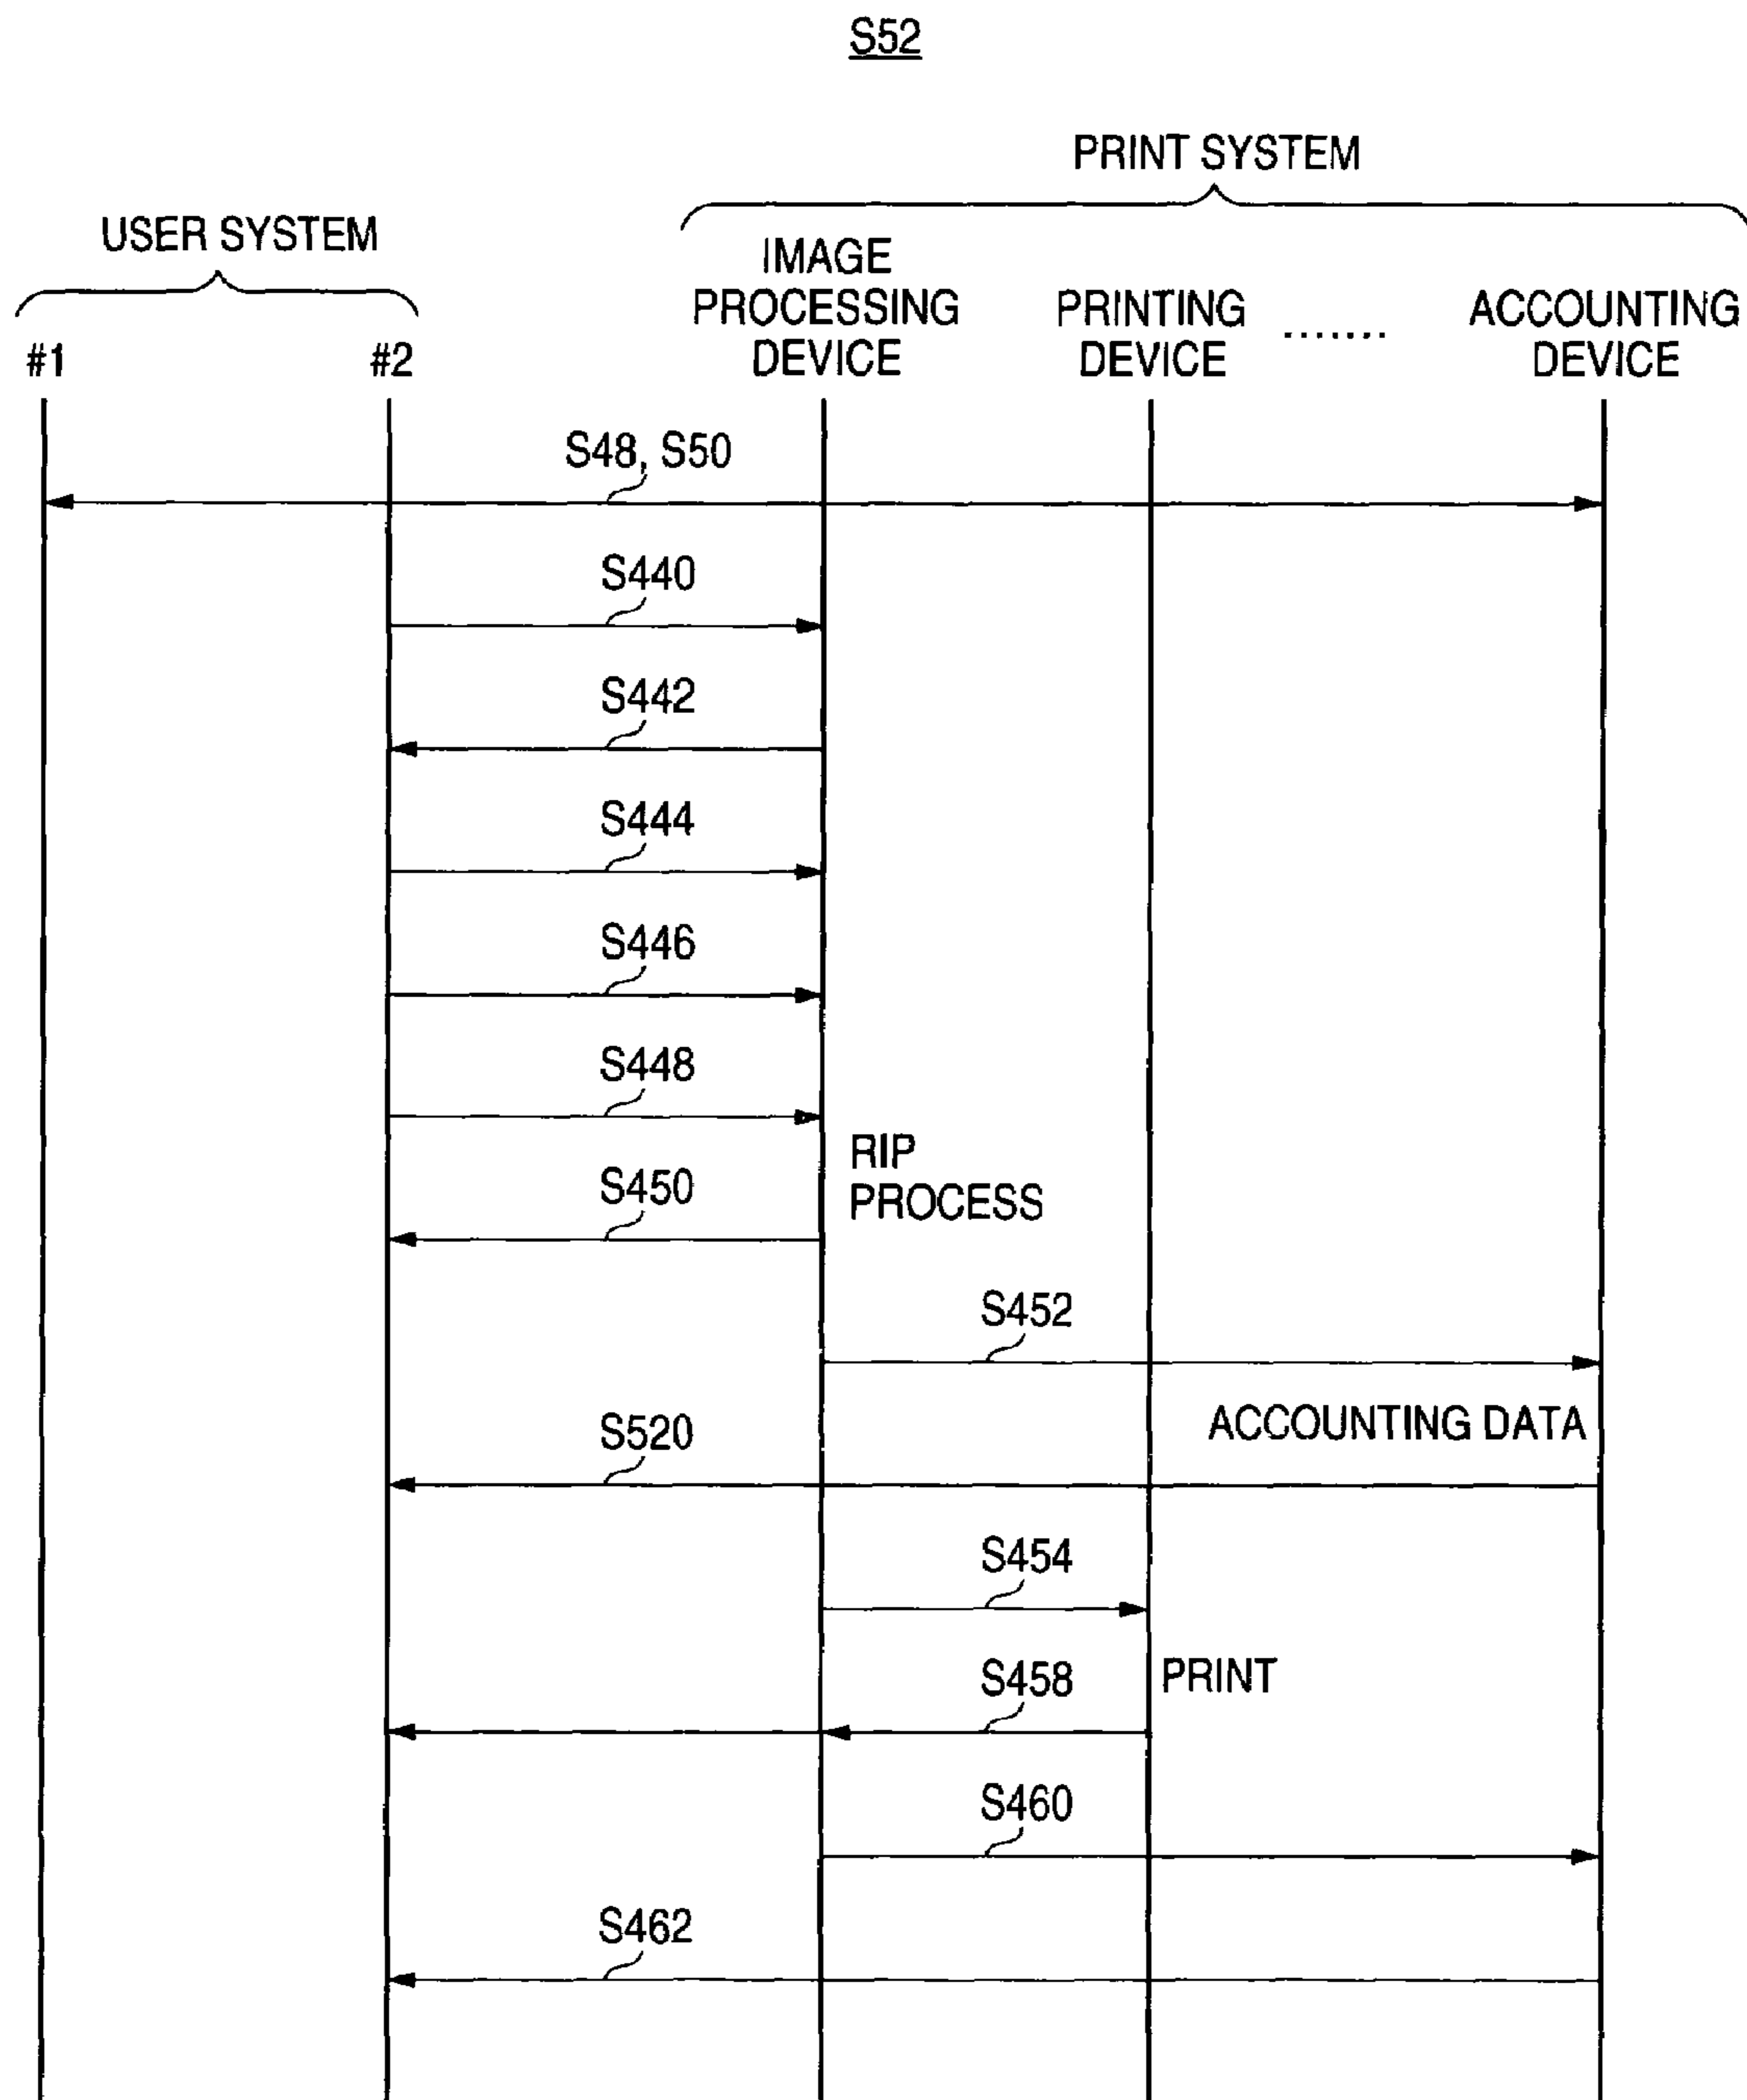 S52
PRINT SYSTEM
USER SYSTEM
IMAGE
PROCESSING
DEVICE
PRINTING
DEVICE
.......
ACCOUNTING
DEVICE
#1
#2
S48, S50
S440
S442
S444
S446
S448
RIP
PROCESS
S450
S452
ACCOUNTING DATA
S520
S454
PRINT
S458
S460
S462